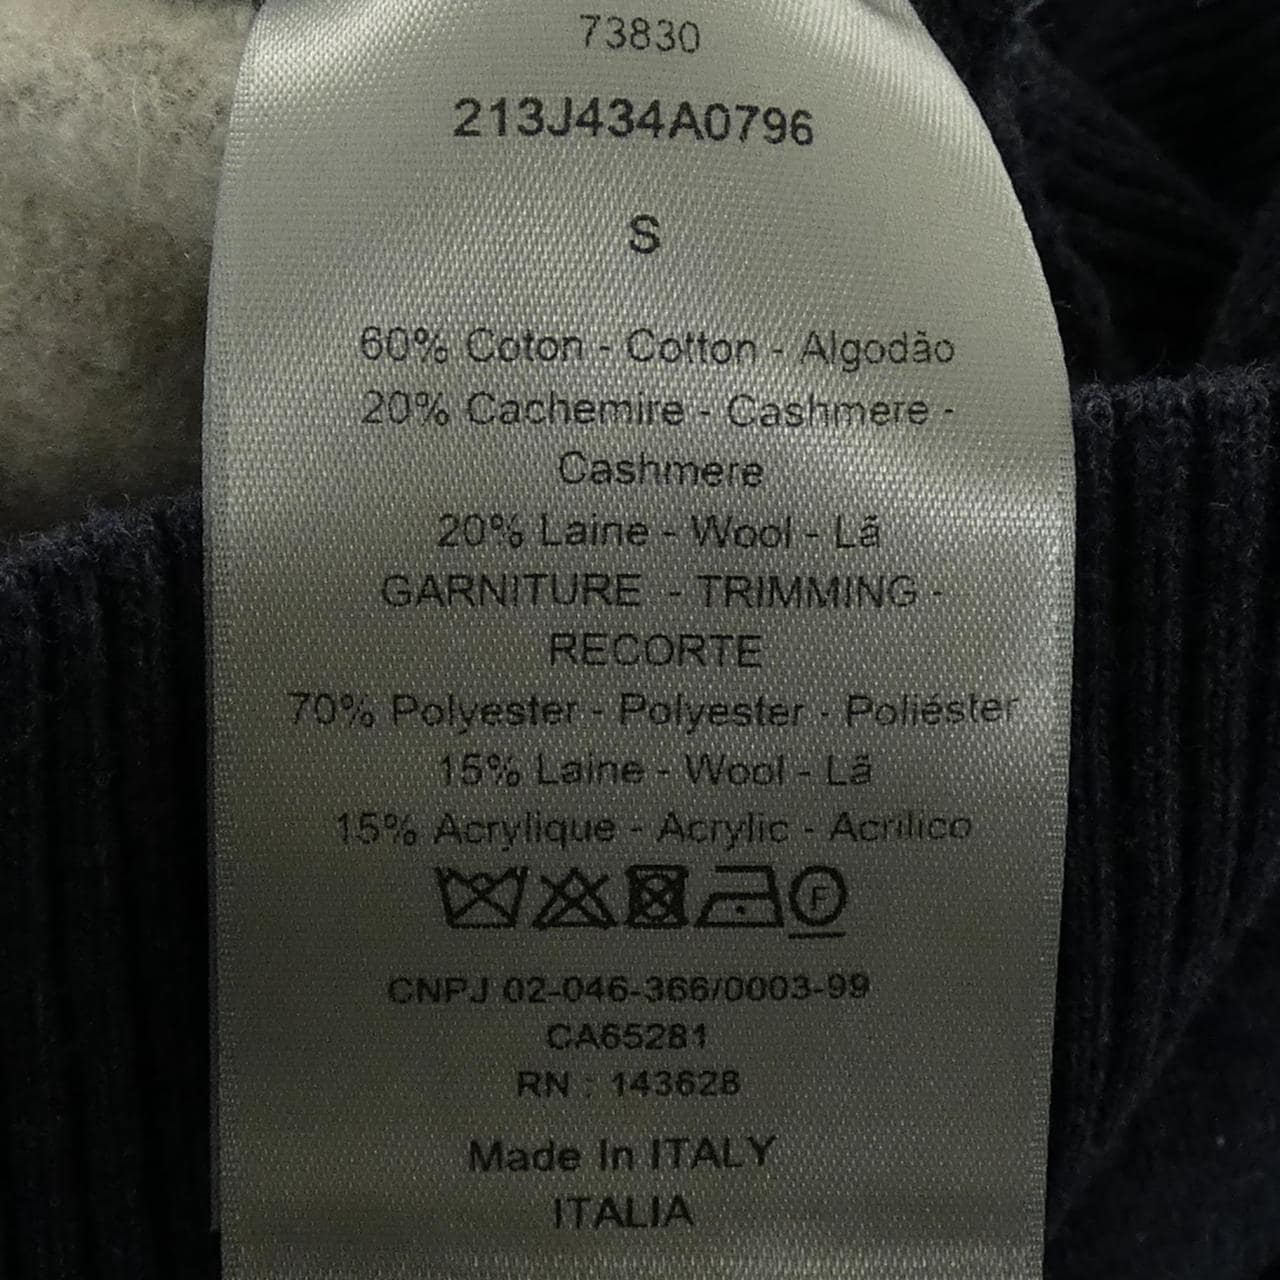 73830
213J434A0796
S
60% Coton - Cotton - Algodão
20% Cachemire - Cashmere -
Cashmere
20% Laine - Wool - Lã
GARNITURE - TRIMMING -
RECORTE
70% Polyester - Polyester - Poliéster
15% Laine - Wool - Lã
15% Acrylique - Acrylic - Acrilico
F
CNPJ 02-046-366/0003-99
CA65281
RN : 143628
Made In ITALY
ITALIA